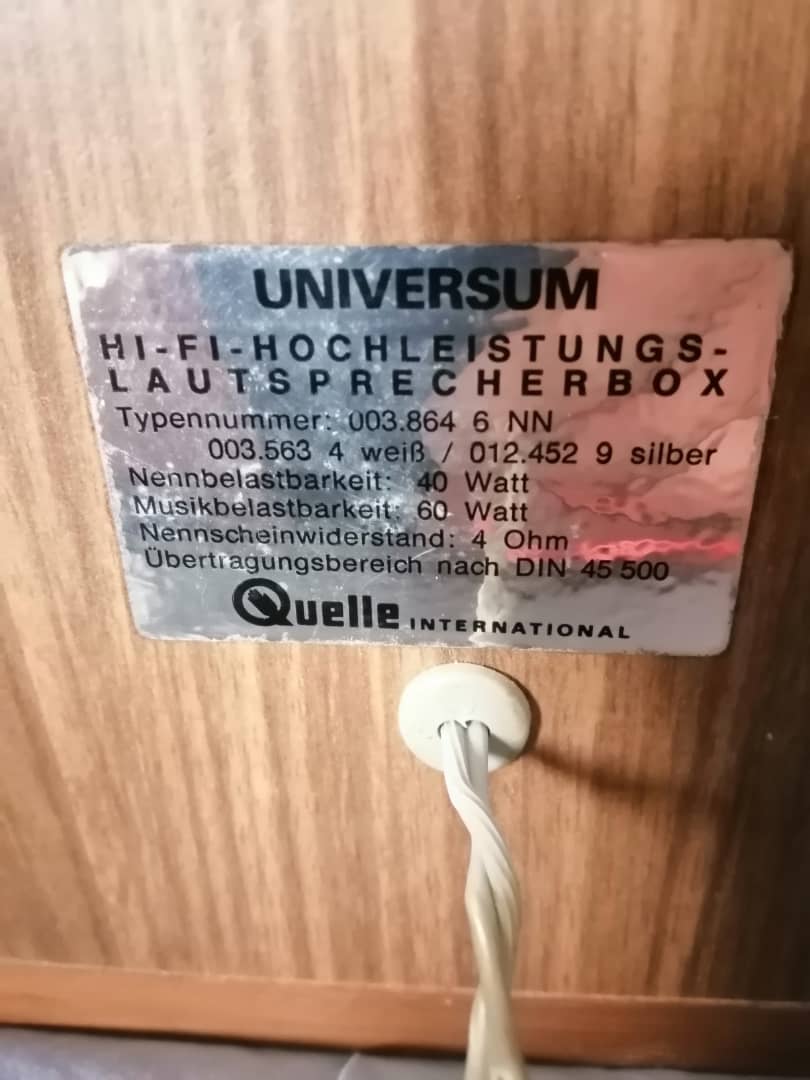 UNIVERSUM
HI-FI-HOCHLEISTUNGS-
LAUTSPRECHERBOX
Typennummer: 003.864 6 NN
003.563 4 weiß / 012.452 9 silber
Nennbelastbarkeit: 40 Watt
Musikbelastbarkeit: 60 Watt
Nennscheinwiderstand: 4 Ohm
Übertragungsbereich nach DIN 45 500
Quelle INTERNATIONAL